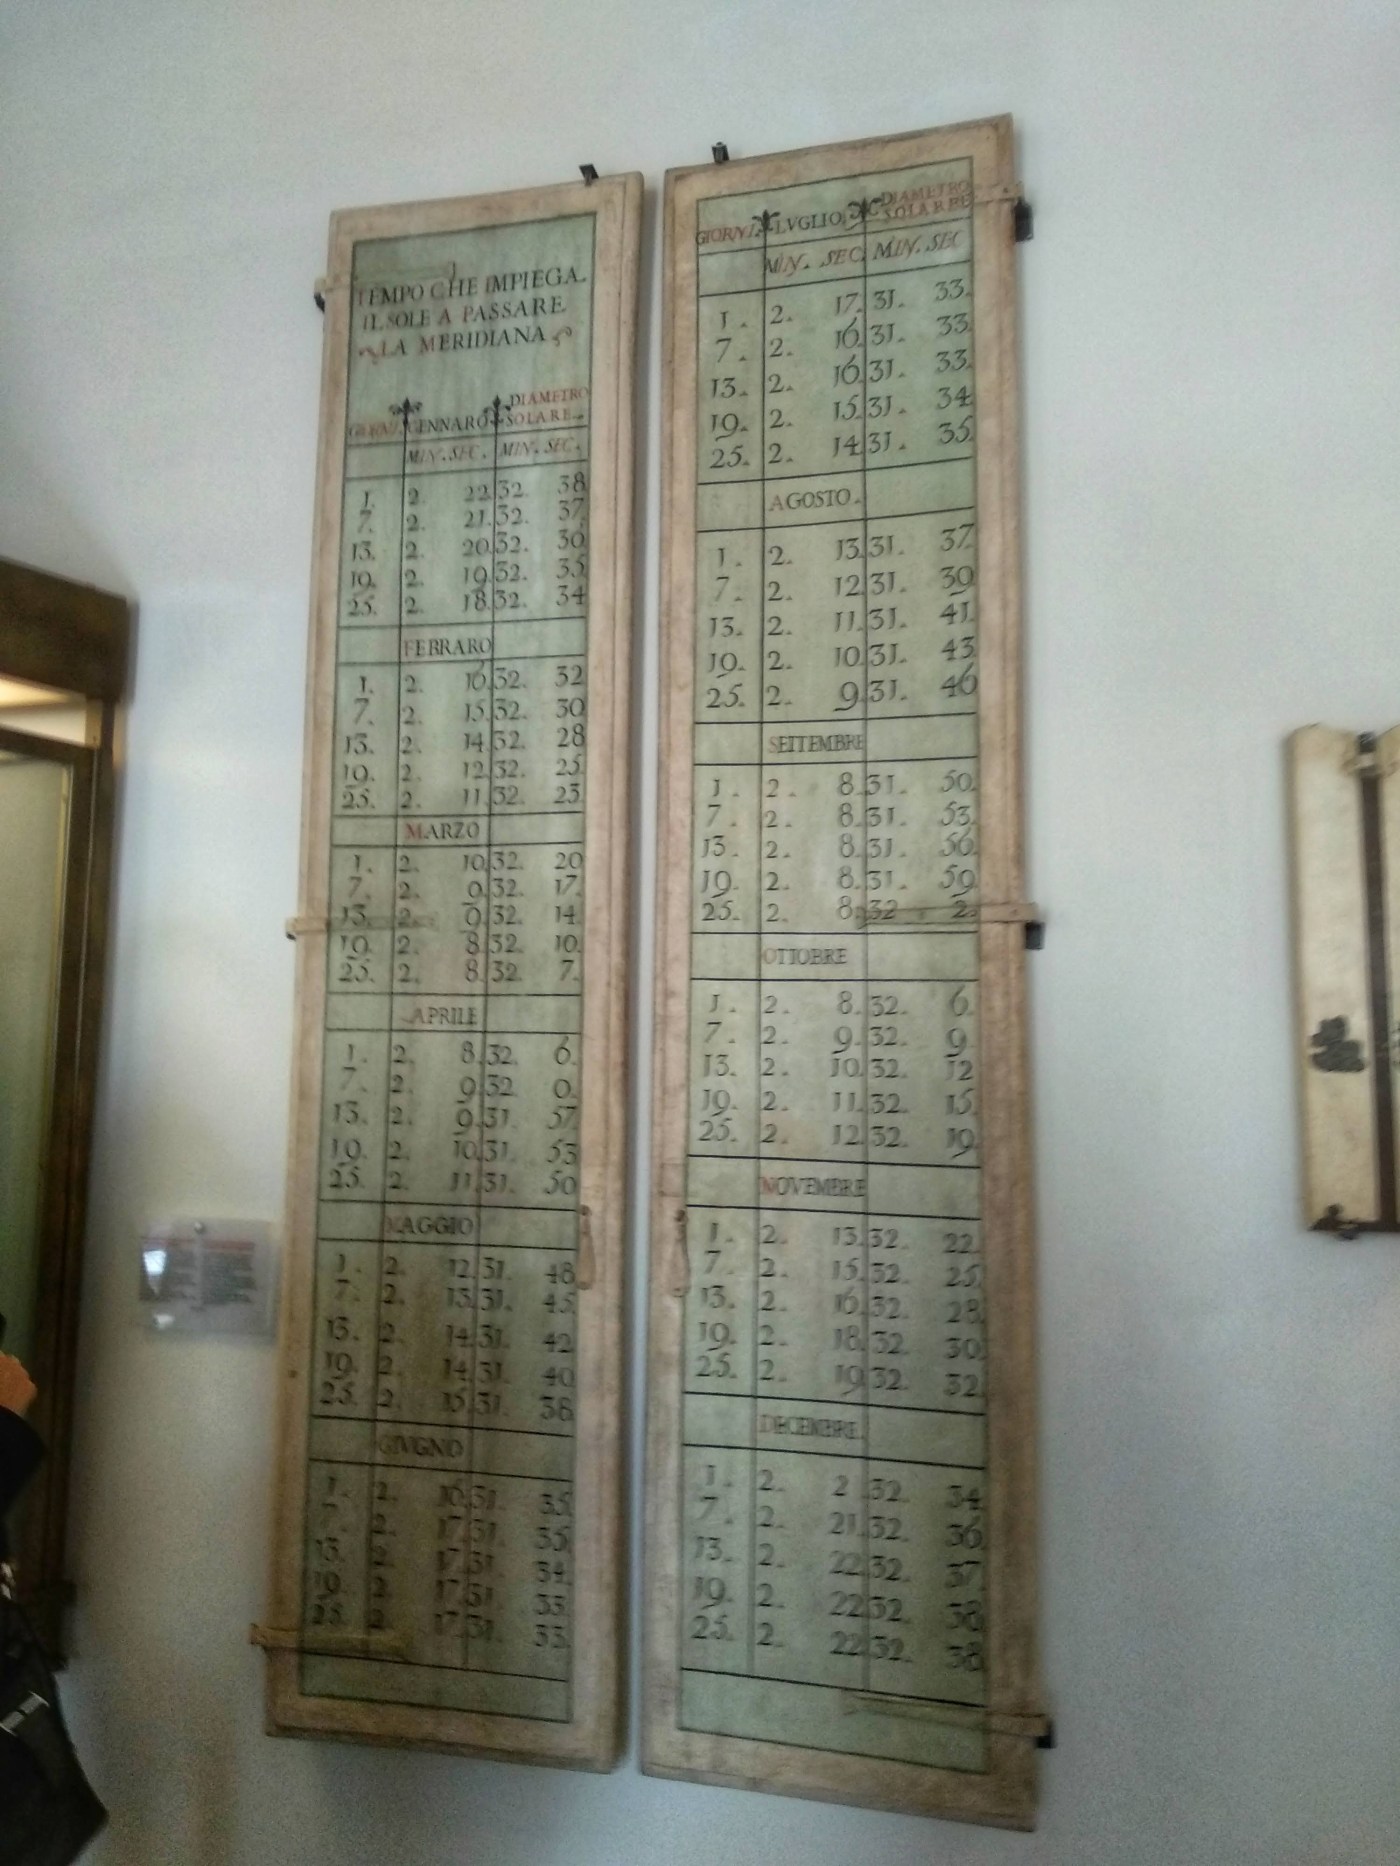 TEMPO CHE IMPIEGA.
IL SOLE A PASSARE
LA MERIDIANA
GIORNI. GENNARO DIAMETRO
SOLARE.
MIN. SEC. MIN. SEC.
1. 2. 22. 32. 38
7. 2. 21. 32. 37.
13. 2. 20. 32. 36
19. 2. 19. 32. 35
25. 2. 18. 32. 34
FEBRARO
1. 2. 16. 32. 32
7. 2. 15. 32. 30
13. 2. 14. 32. 28
19. 2. 12. 32. 25
25. 2. 11. 32. 23
MARZO
1. 2. 10. 32. 20
7. 2. 9. 32. 17.
13. 2. 9. 32. 14
19. 2. 8. 32. 10.
25. 2. 8. 32. 7.
APRILE
1. 2. 8. 32. 6.
7. 2. 9. 32 0.
13. 2. 9. 31. 57
19. 2. 10. 31. 53
25. 2. 11. 31. 50
MAGGIO
1. 2. 12. 31. 48
7. 2. 13. 31. 45
13. 2. 14. 31. 42
19. 2. 14. 31. 40
25. 2. 15. 31. 38
GIVGNO
1. 2. 16. 31. 35
7. 2. 17. 31. 35
13. 2. 17. 31. 34
19. 2. 17. 31. 33
25. 2. 17. 31. 33
GIORNI. LVGLIO DIAMETRO
SOLARE
MIN. SEC. MIN. SEC
1. 2. 17. 31. 33.
7. 2. 16. 31. 33
13. 2. 16. 31. 33.
19. 2. 15. 31. 34
25. 2. 14. 31. 35.
AGOSTO.
1. 2. 13. 31. 37
7. 2. 12. 31. 39
13. 2. 11. 31. 41.
19. 2. 10. 31. 43
25. 2. 9. 31. 46
SETTEMBRE
1. 2. 8. 31. 50.
7. 2. 8. 31. 53.
13. 2. 8. 31. 56
19. 2. 8. 31. 59
25. 2. 8. 32 2.
OTTOBRE
1. 2. 8. 32. 6.
7. 2. 9. 32. 9
13. 2. 10. 32. 12
19. 2. 11. 32. 15
25. 2. 12. 32. 19
NOVEMBRE
1. 2. 13. 32. 22
7. 2. 15. 32. 25
13. 2. 16. 32. 28
19. 2. 18. 32. 30
25. 2. 19. 32. 32
DECEMBRE.
1. 2. 2 32. 34
7. 2. 21. 32. 36
13. 2. 22. 32. 37
19. 2. 22. 32. 38
25. 2. 22. 32. 38